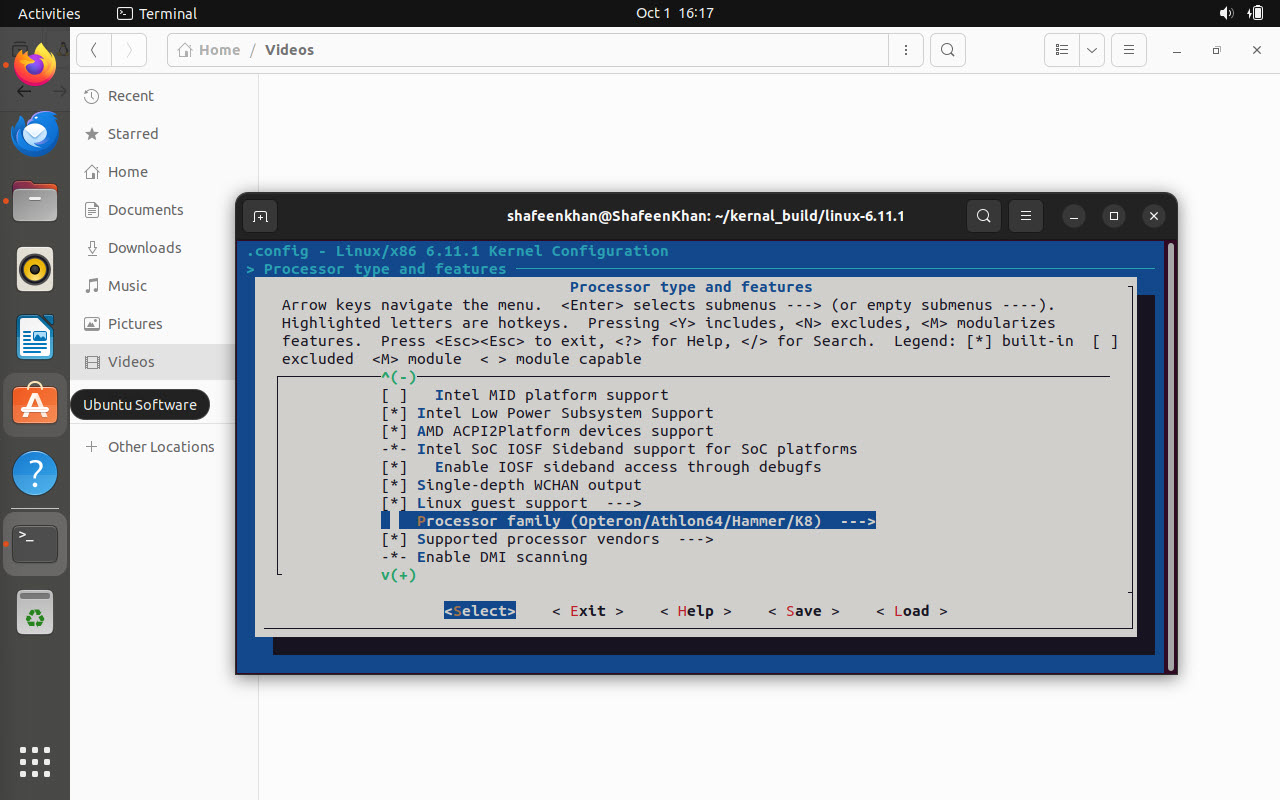 Activities
Terminal
Oct 1 16:17
Home / Videos
Recent
Starred
Home
Documents
Downloads
Music
Pictures
Videos
Ubuntu Software
+ Other Locations
shafeenkhan@ShafeenKhan: ~/kernal_build/linux-6.11.1
.config - Linux/x86 6.11.1 Kernel Configuration
> Processor type and features
Processor type and features
Arrow keys navigate the menu.  <Enter> selects submenus ---> (or empty submenus ----).
Highlighted letters are hotkeys.  Pressing <Y> includes, <N> excludes, <M> modularizes
features.  Press <Esc><Esc> to exit, <?> for Help, </> for Search.  Legend: [*] built-in  [ ]
excluded  <M> module  < > module capable
^(-)
[ ]   Intel MID platform support
[*] Intel Low Power Subsystem Support
[*] AMD ACPI2Platform devices support
-*- Intel SoC IOSF Sideband support for SoC platforms
[*]   Enable IOSF sideband access through debugfs
[*] Single-depth WCHAN output
[*] Linux guest support  --->
Processor family (Opteron/Athlon64/Hammer/K8)  --->
[*] Supported processor vendors  --->
-*- Enable DMI scanning
v(+)
<Select>    < Exit >    < Help >    < Save >    < Load >